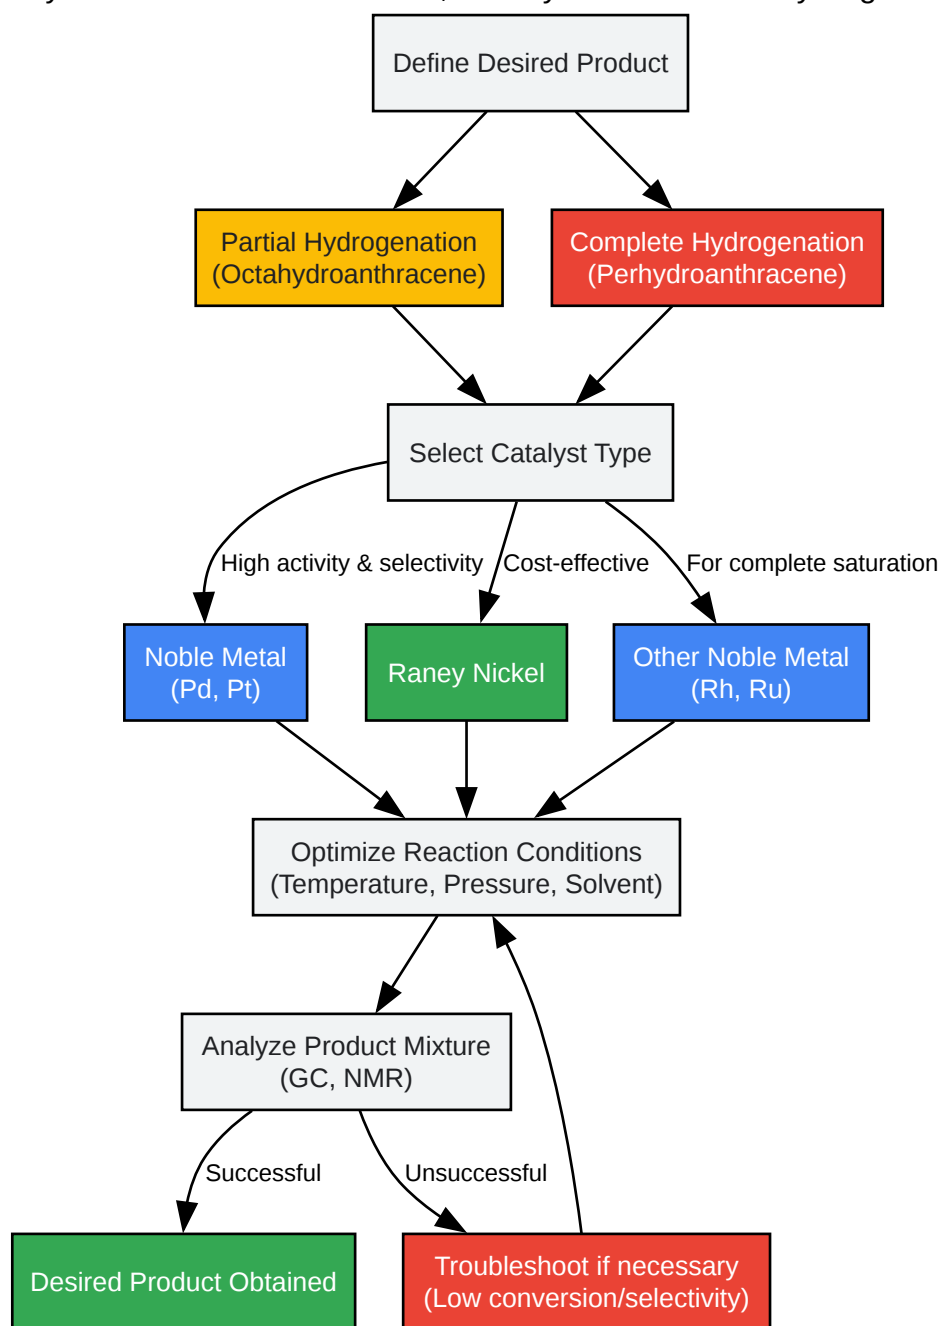 Define Desired Product
Partial Hydrogenation
(Octahydroanthracene)
Complete Hydrogenation
(Perhydroanthracene)
Select Catalyst Type
High activity & selectivity
Cost-effective
For complete saturation
Noble Metal
(Pd, Pt)
Raney Nickel
Other Noble Metal
(Rh, Ru)
Optimize Reaction Conditions
(Temperature, Pressure, Solvent)
Analyze Product Mixture
(GC, NMR)
Successful
Unsuccessful
Desired Product Obtained
Troubleshoot if necessary
(Low conversion/selectivity)